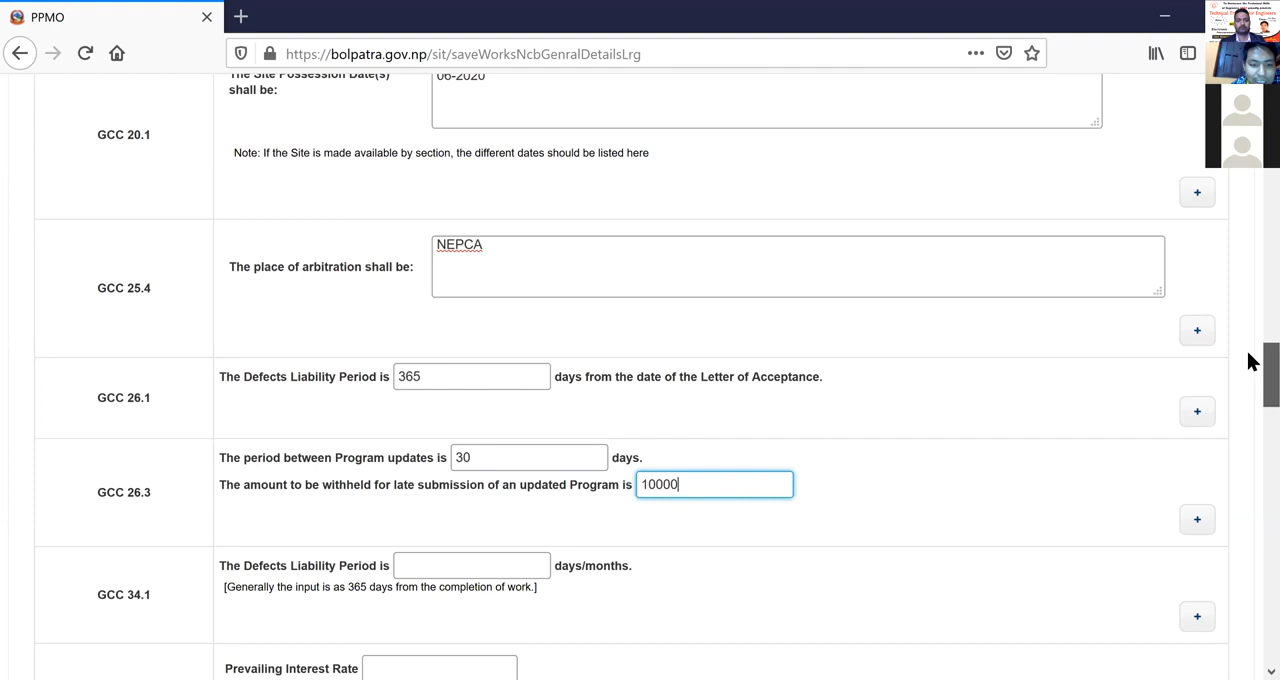 PPMO
https://bolpatra.gov.np/sit/saveWorksNcbGenralDetailsLrg
The Site Possession Date(s) shall be:
06-2020
GCC 20.1
Note: If the Site is made available by section, the different dates should be listed here
+
GCC 25.4
The place of arbitration shall be:
NEPCA
+
GCC 26.1
The Defects Liability Period is 365 days from the date of the Letter of Acceptance.
+
GCC 26.3
The period between Program updates is 30 days.
The amount to be withheld for late submission of an updated Program is 10000
+
GCC 34.1
The Defects Liability Period is days/months.
[Generally the input is as 365 days from the completion of work.]
+
Prevailing Interest Rate